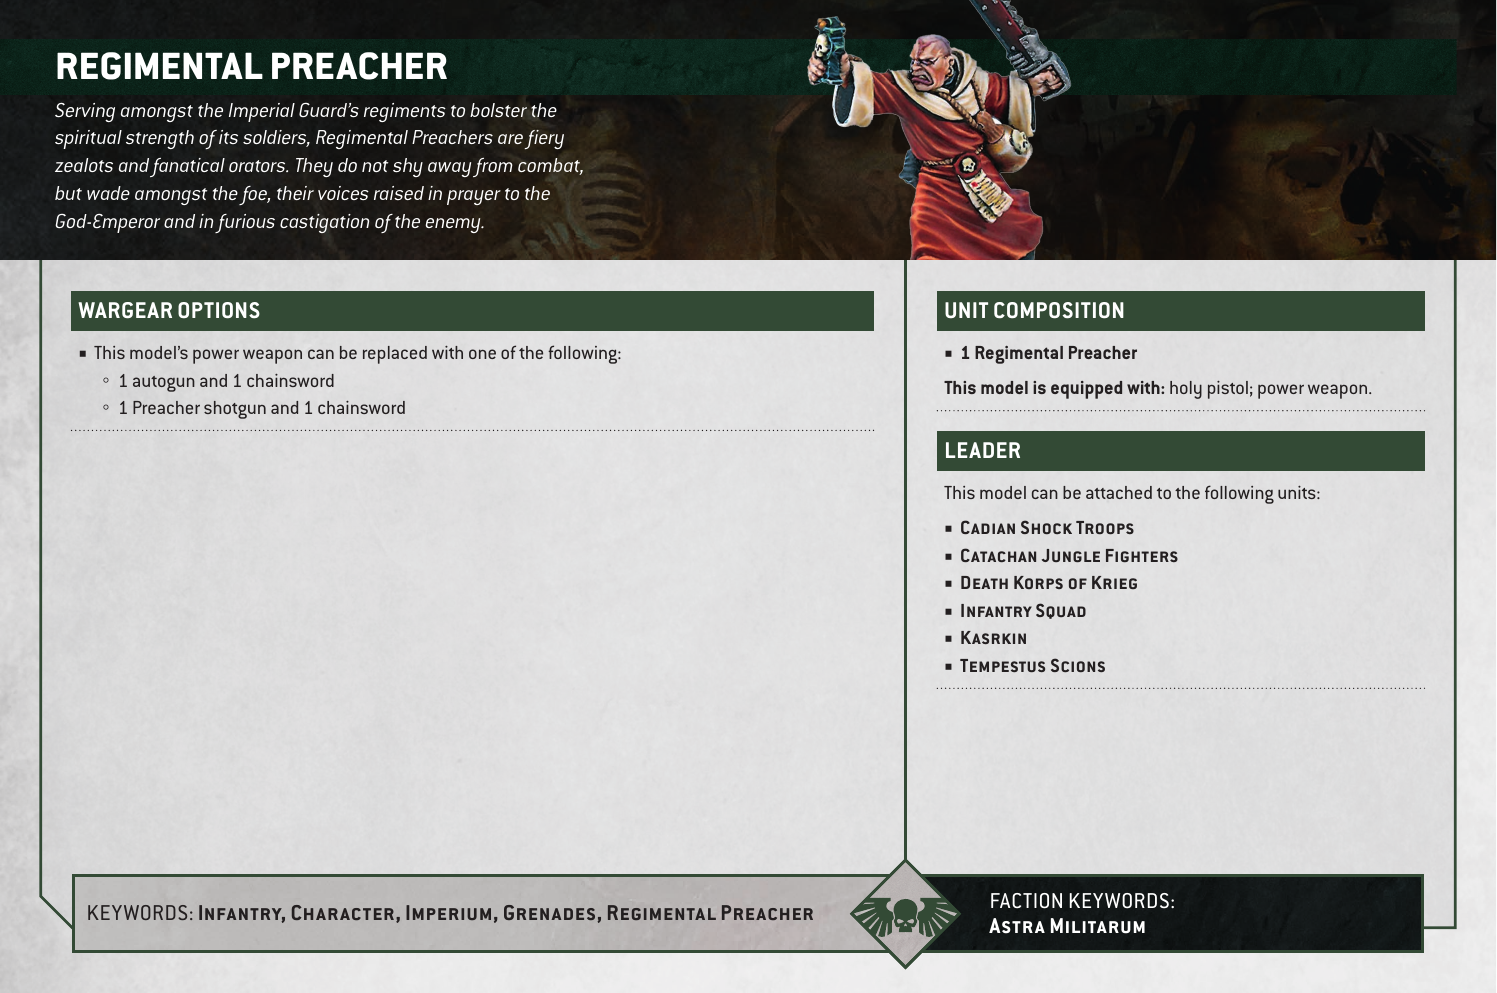 REGIMENTAL PREACHER
Serving amongst the Imperial Guard’s regiments to bolster the
spiritual strength of its soldiers, Regimental Preachers are fiery
zealots and fanatical orators. They do not shy away from combat,
but wade amongst the foe, their voices raised in prayer to the
God-Emperor and in furious castigation of the enemy.
WARGEAR OPTIONS
▪ This model’s power weapon can be replaced with one of the following:
◦ 1 autogun and 1 chainsword
◦ 1 Preacher shotgun and 1 chainsword
UNIT COMPOSITION
▪ 1 Regimental Preacher
This model is equipped with: holy pistol; power weapon.
LEADER
This model can be attached to the following units:
▪ Cadian Shock Troops
▪ Catachan Jungle Fighters
▪ Death Korps of Krieg
▪ Infantry Squad
▪ Kasrkin
▪ Tempestus Scions
KEYWORDS: Infantry, Character, Imperium, Grenades, Regimental Preacher
FACTION KEYWORDS:
Astra Militarum